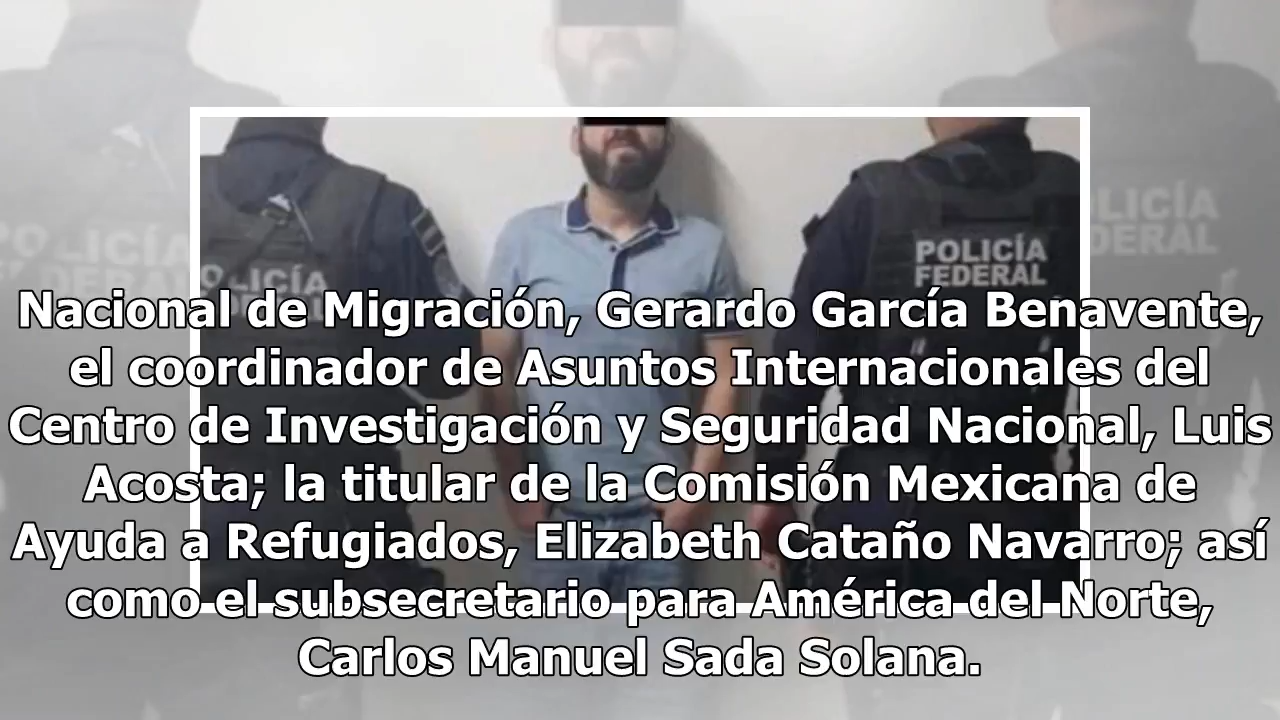 POLICÍA
FEDERAL
POLICÍA
FEDERAL
Nacional de Migración, Gerardo García Benavente,
el coordinador de Asuntos Internacionales del
Centro de Investigación y Seguridad Nacional, Luis
Acosta; la titular de la Comisión Mexicana de
Ayuda a Refugiados, Elizabeth Cataño Navarro; así
como el subsecretario para América del Norte,
Carlos Manuel Sada Solana.